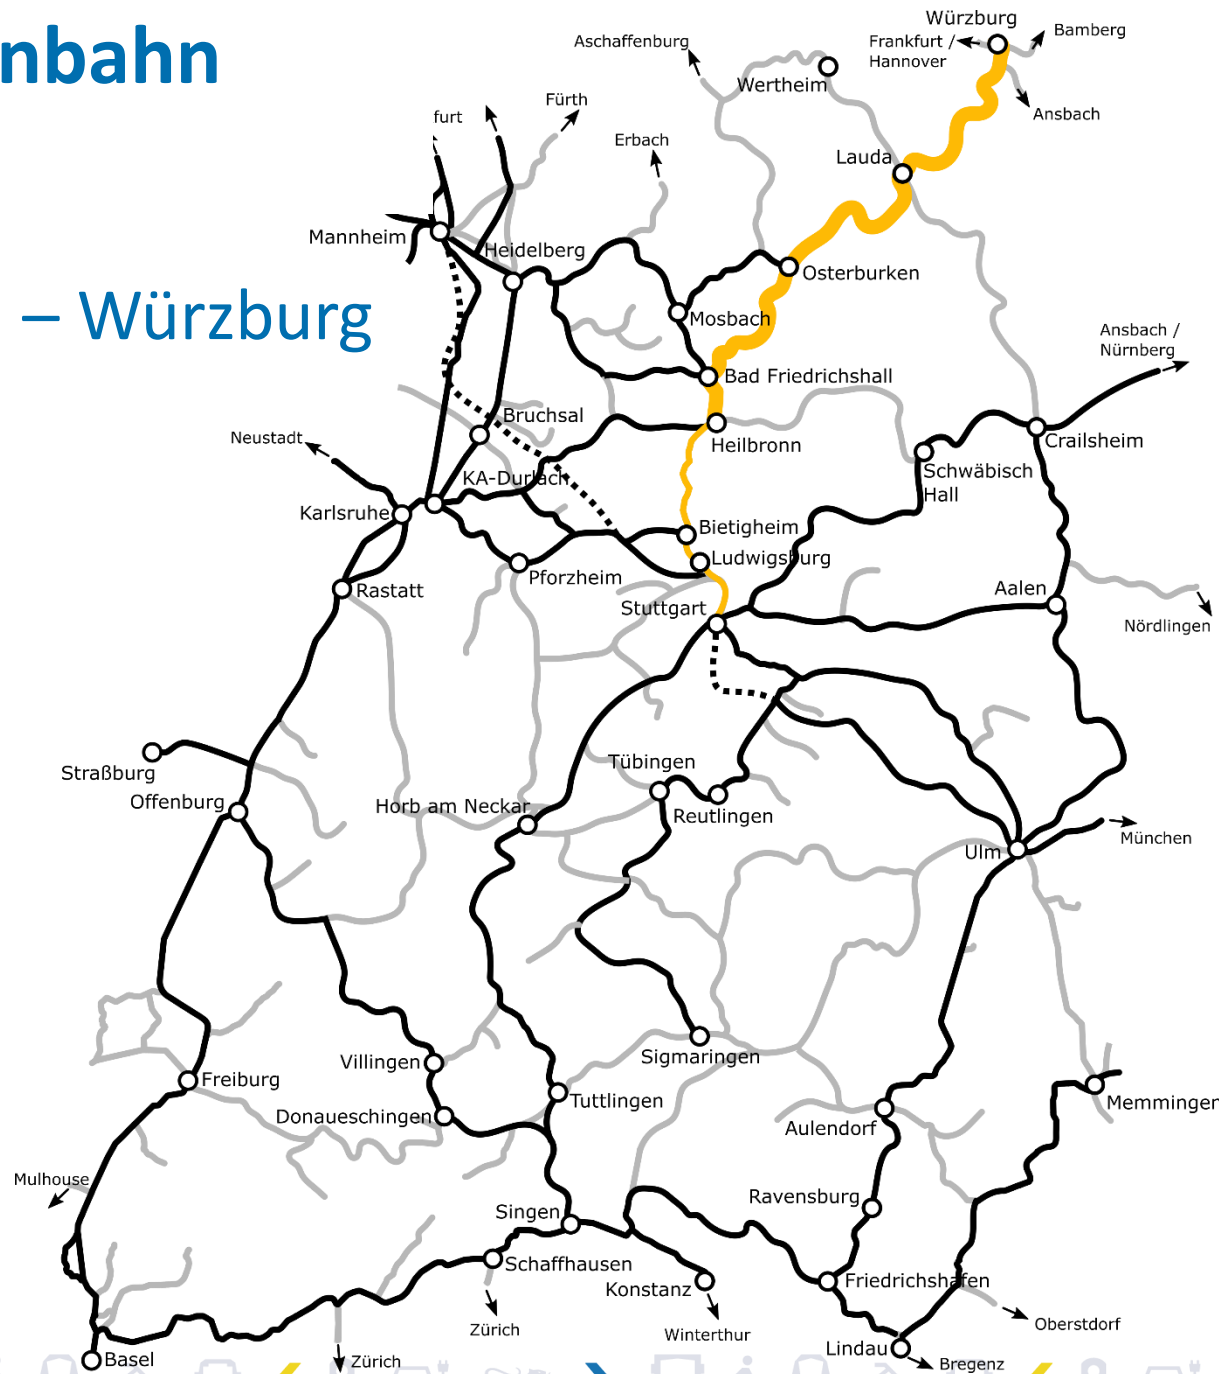 nbahn
– Würzburg
Würzburg
Bamberg
Frankfurt /
Hannover
Aschaffenburg
Wertheim
Ansbach
Fürth
furt
Erbach
Lauda
Mannheim
Heidelberg
Osterburken
Mosbach
Ansbach /
Nürnberg
Bad Friedrichshall
Bruchsal
Neustadt
Heilbronn
Crailsheim
Schwäbisch
Hall
KA-Durlach
Karlsruhe
Bietigheim
Ludwigsburg
Pforzheim
Rastatt
Stuttgart
Aalen
Nördlingen
Straßburg
Tübingen
Offenburg
Horb am Neckar
Reutlingen
München
Ulm
Sigmaringen
Villingen
Freiburg
Tuttlingen
Memmingen
Donaueschingen
Aulendorf
Mulhouse
Ravensburg
Singen
Schaffhausen
Konstanz
Friedrichshafen
Zürich
Winterthur
Oberstdorf
Lindau
Basel
Zürich
Bregenz